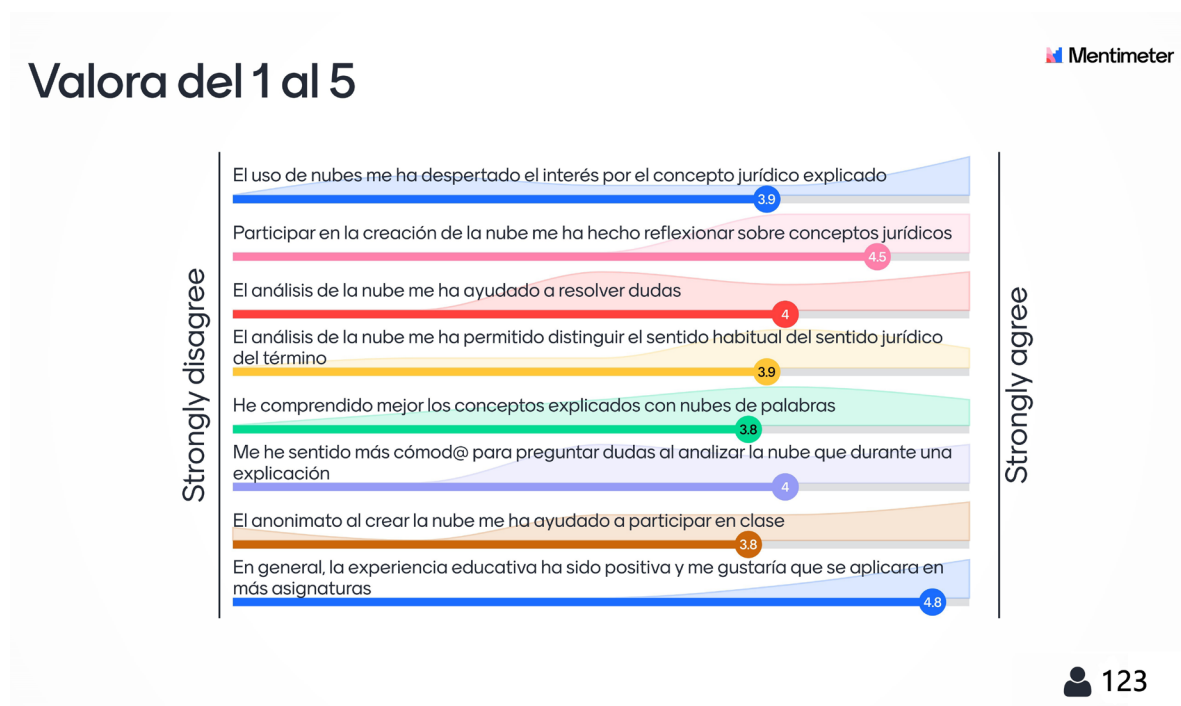 Mentimeter
Valora del 1 al 5
Strongly disagree
El uso de nubes me ha despertado el interés por el concepto jurídico explicado
3.9
Participar en la creación de la nube me ha hecho reflexionar sobre conceptos jurídicos
4.5
El análisis de la nube me ha ayudado a resolver dudas
4
El análisis de la nube me ha permitido distinguir el sentido habitual del sentido jurídico
del término
3.9
He comprendido mejor los conceptos explicados con nubes de palabras
3.8
Me he sentido más cómod@ para preguntar dudas al analizar la nube que durante una
explicación
4
El anonimato al crear la nube me ha ayudado a participar en clase
3.8
En general, la experiencia educativa ha sido positiva y me gustaría que se aplicara en
más asignaturas
4.8
Strongly agree
123